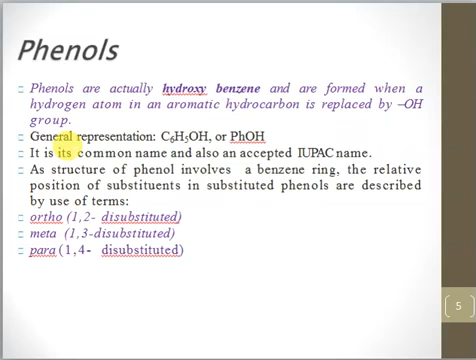 Phenols
Phenols are actually hydroxy benzene and are formed when a
hydrogen atom in an aromatic hydrocarbon is replaced by –OH
group.
General representation: C₆H₅OH, or PhOH
It is its common name and also an accepted IUPAC name.
As structure of phenol involves a benzene ring, the relative
position of substituents in substituted phenols are described
by use of terms:
ortho (1,2- disubstituted)
meta (1,3-disubstituted)
para (1,4- disubstituted)
5